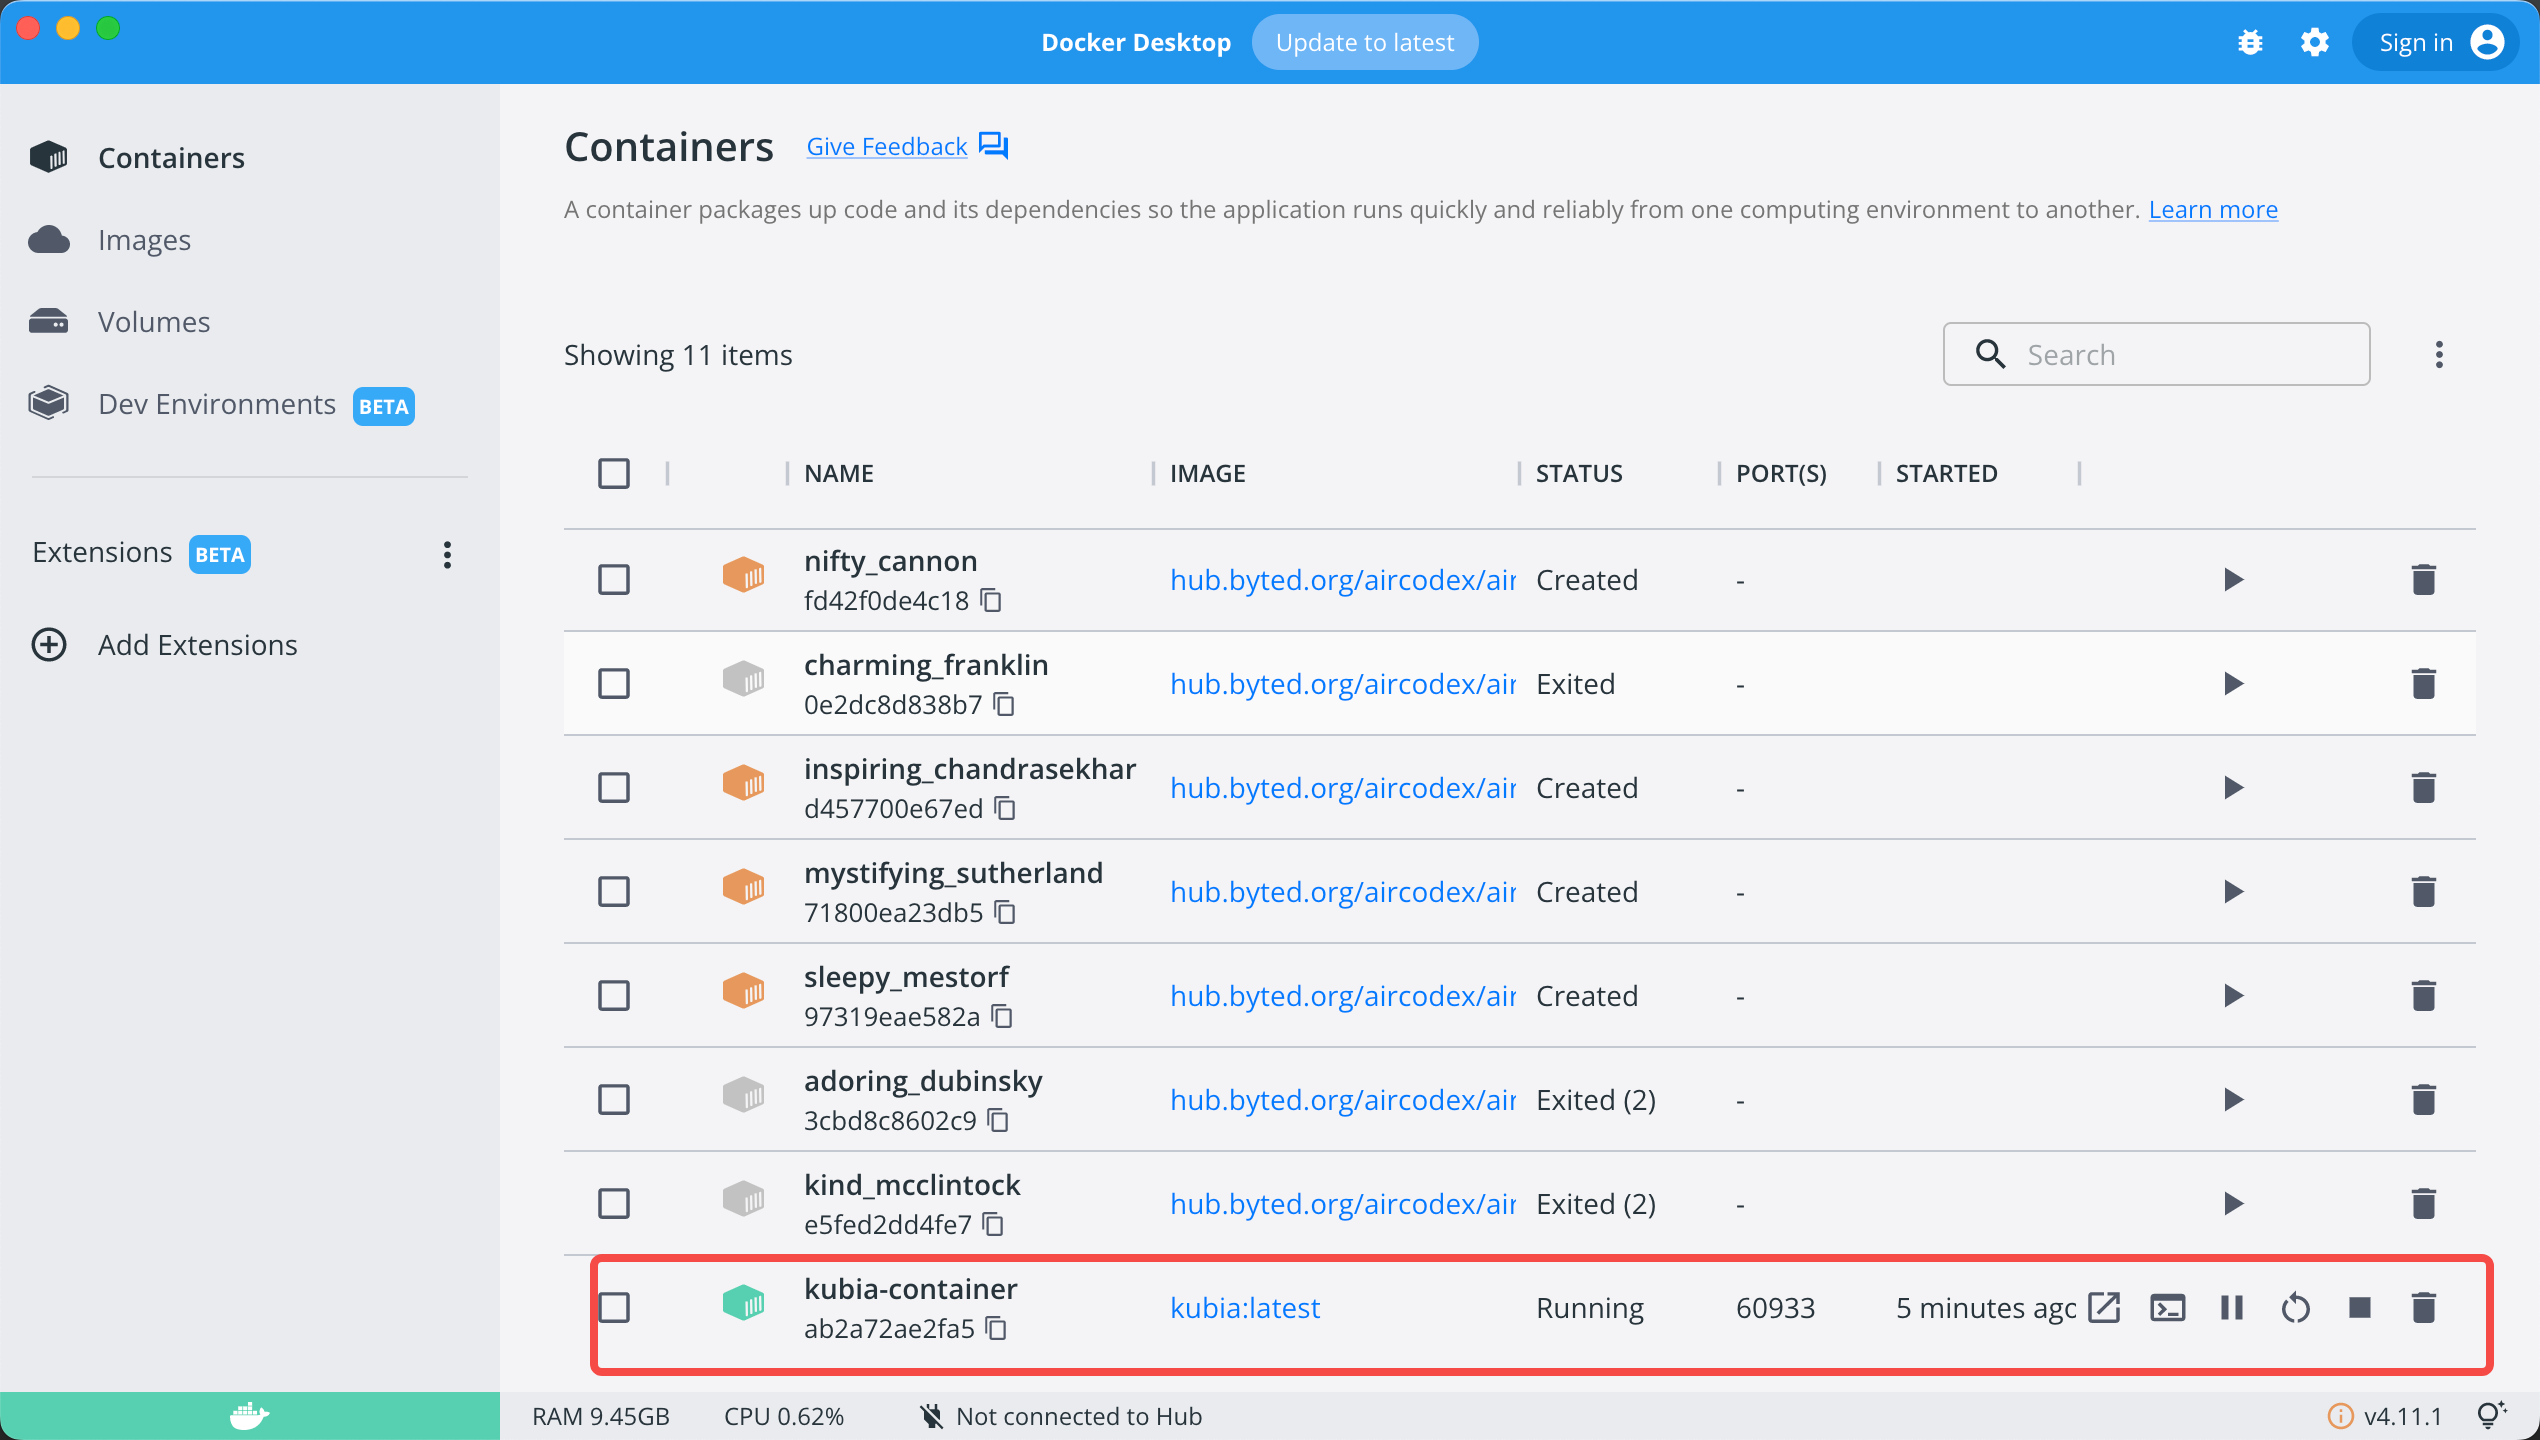 Docker Desktop Update to latest Sign in
Containers
Images
Volumes
Dev Environments BETA
Extensions BETA
Add Extensions
Containers Give Feedback
A container packages up code and its dependencies so the application runs quickly and reliably from one computing environment to another. Learn more
Showing 11 items Search
NAME IMAGE STATUS PORT(S) STARTED
nifty_cannon
fd42f0de4c18
hub.byted.org/aircodex/air Created -
charming_franklin
0e2dc8d838b7
hub.byted.org/aircodex/air Exited -
inspiring_chandrasekhar
d457700e67ed
hub.byted.org/aircodex/air Created -
mystifying_sutherland
71800ea23db5
hub.byted.org/aircodex/air Created -
sleepy_mestorf
97319eae582a
hub.byted.org/aircodex/air Created -
adoring_dubinsky
3cbd8c8602c9
hub.byted.org/aircodex/air Exited (2) -
kind_mcclintock
e5fed2dd4fe7
hub.byted.org/aircodex/air Exited (2) -
kubia-container
ab2a72ae2fa5
kubia:latest Running 60933 5 minutes ago
RAM 9.45GB CPU 0.62% Not connected to Hub v4.11.1